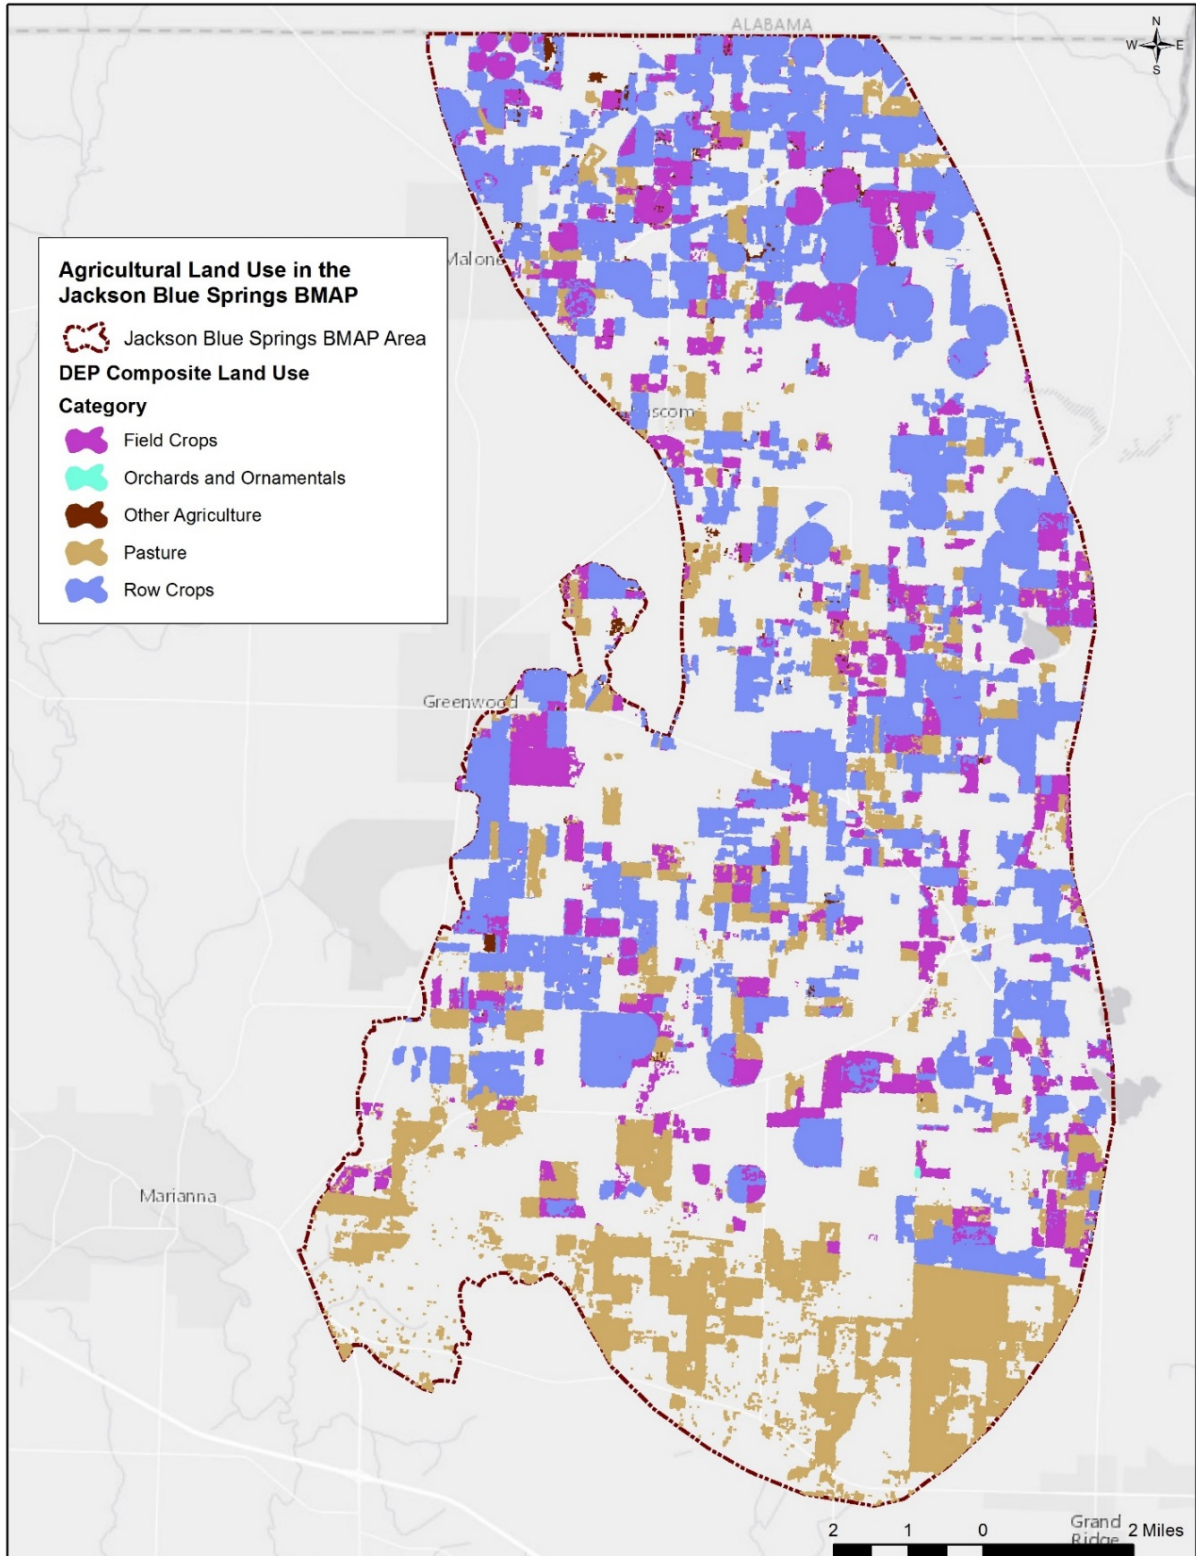 ALABAMA
N
W E
S
Malone
Agricultural Land Use in the
Jackson Blue Springs BMAP
Jackson Blue Springs BMAP Area
DEP Composite Land Use
Category
Field Crops
Orchards and Ornamentals
Other Agriculture
Pasture
Row Crops
Greenwood
Marianna
Grand
Ridge
2 1 0 2 Miles